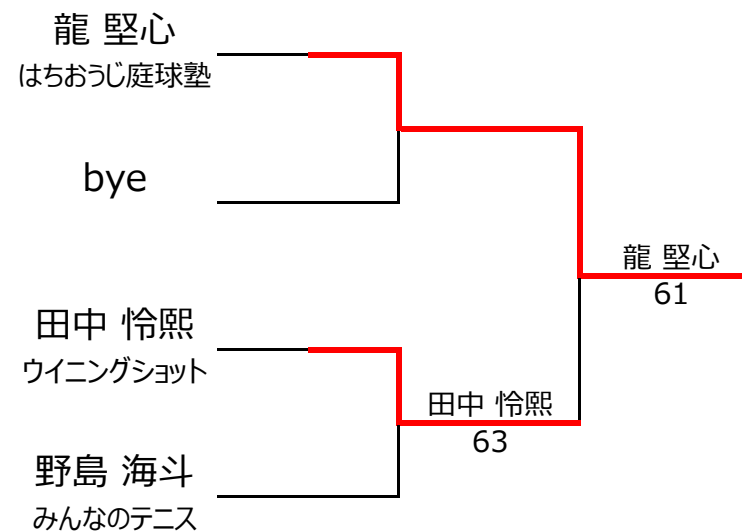 龍 堅心
はちおうじ庭球塾
bye
龍 堅心
61
田中 怜熙
ウイニングショット
田中 怜熙
63
野島 海斗
みんなのテニス